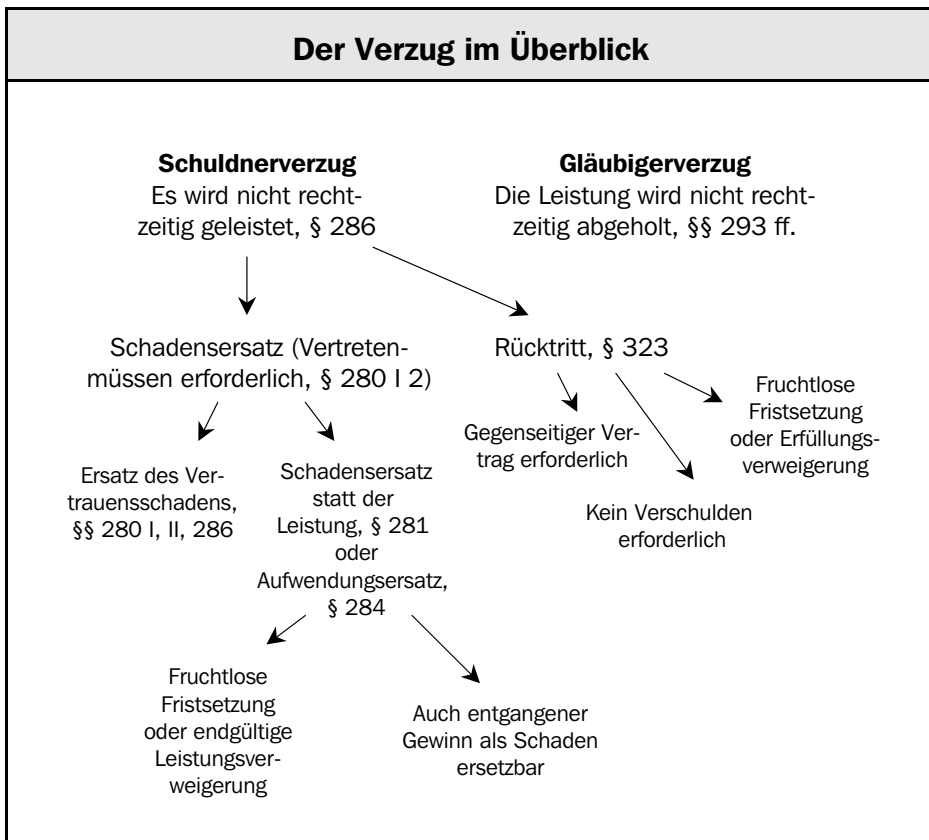 Der Verzug im Überblick
Schuldnerverzug
Es wird nicht recht-
zeitig geleistet, § 286
Gläubigerverzug
Die Leistung wird nicht recht-
zeitig abgeholt, §§ 293 ff.
Schadensersatz (Vertreten-
müssen erforderlich, § 280 I 2)
Rücktritt, § 323
Ersatz des Ver-
trauensschadens,
§§ 280 I, II, 286
Schadensersatz
statt der
Leistung, § 281
oder
Aufwendungsersatz,
§ 284
Gegenseitiger Ver-
trag erforderlich
Kein Verschulden
erforderlich
Fruchtlose
Fristsetzung
oder Erfüllungs-
verweigerung
Fruchtlose
Fristsetzung
oder endgültige
Leistungsver-
weigerung
Auch entgangener
Gewinn als Schaden
ersetzbar